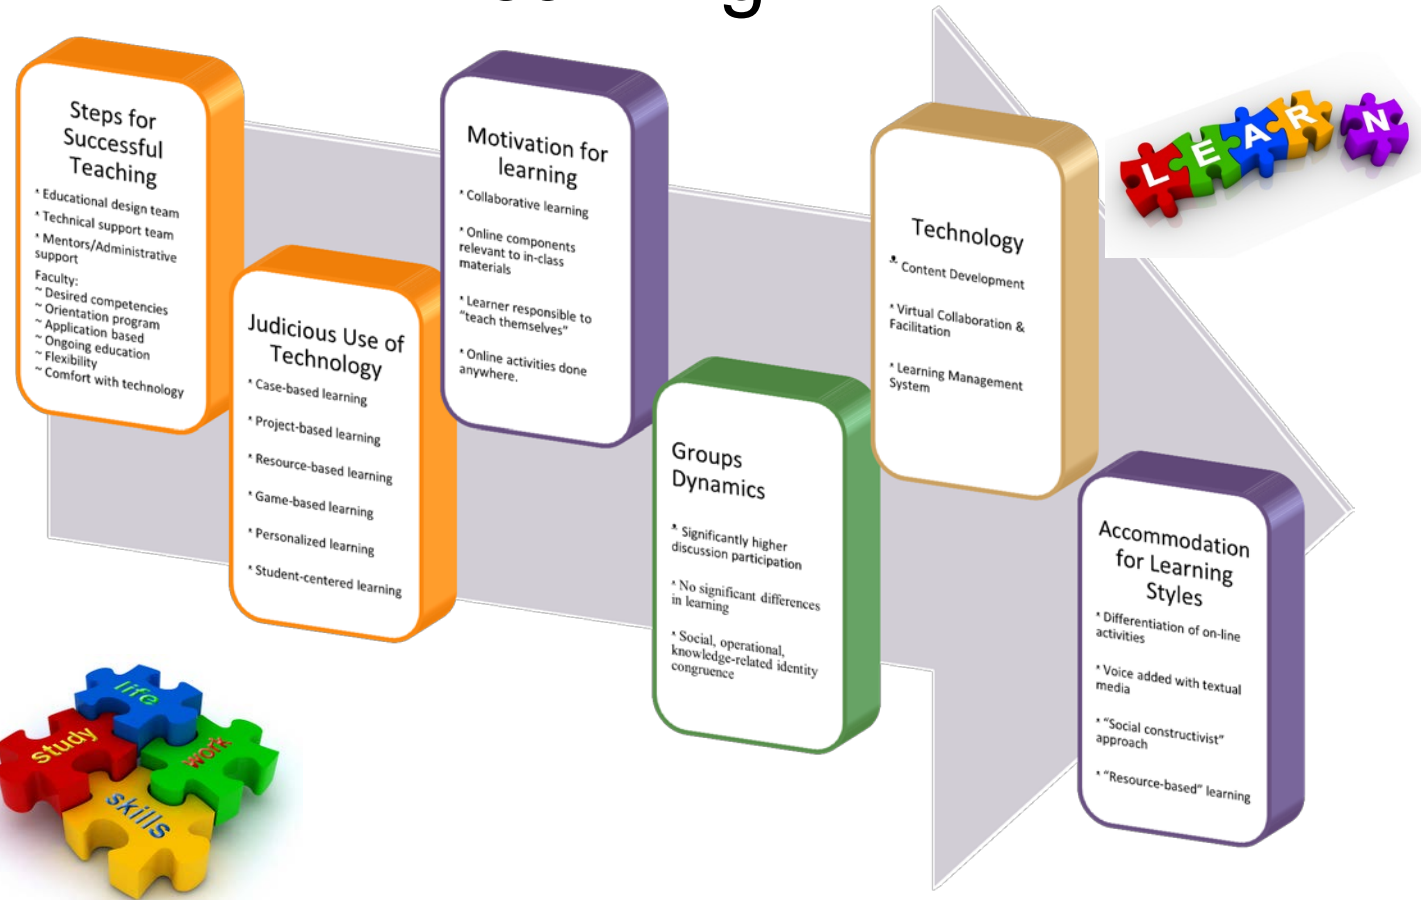 Steps for
Successful
Teaching
* Educational design team
* Technical support team
* Mentors/Administrative
support
Faculty:
~ Desired competencies
~ Orientation program
~ Application based
~ Ongoing education
~ Flexibility
~ Comfort with technology
Judicious Use of
Technology
* Case-based learning
* Project-based learning
* Resource-based learning
* Game-based learning
* Personalized learning
* Student-centered learning
Motivation for
learning
* Collaborative learning
* Online components
relevant to in-class
materials
* Learner responsible to
"teach themselves"
* Online activities done
anywhere.
Groups
Dynamics
* Significantly higher
discussion participation
* No significant differences
in learning
* Social, operational,
knowledge-related identity
congruence
Technology
* Content Development
* Virtual Collaboration &
Facilitation
* Learning Management
System
Accommodation
for Learning
Styles
* Differentiation of on-line
activities
* Voice added with textual
media
* "Social constructivist"
approach
* "Resource-based" learning
LEARN
life
study
work
skills